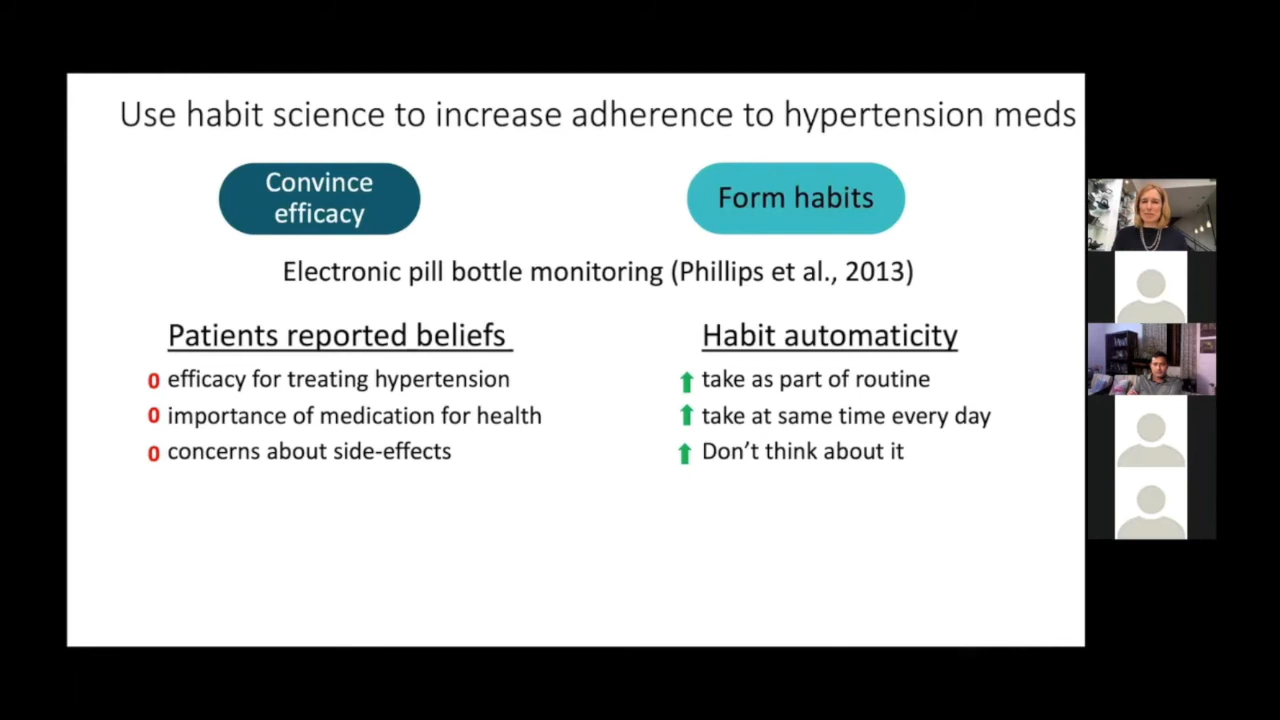 Use habit science to increase adherence to hypertension meds
Convince
efficacy
Form habits
Electronic pill bottle monitoring (Phillips et al., 2013)
Patients reported beliefs
0 efficacy for treating hypertension
0 importance of medication for health
0 concerns about side-effects
Habit automaticity
take as part of routine
take at same time every day
Don’t think about it